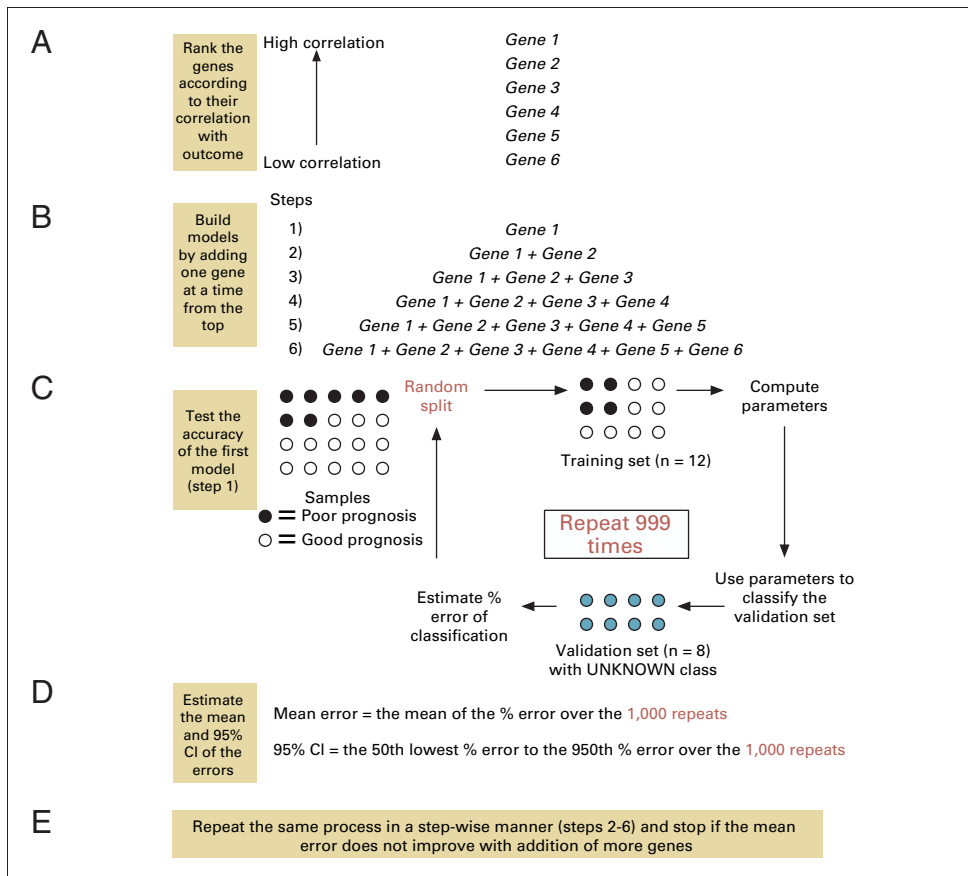 A
Rank the
genes
according
to their
correlation
with
outcome
High correlation
Low correlation
Gene 1
Gene 2
Gene 3
Gene 4
Gene 5
Gene 6
B
Build
models
by adding
one gene
at a time
from the
top
Steps
1) Gene 1
2) Gene 1 + Gene 2
3) Gene 1 + Gene 2 + Gene 3
4) Gene 1 + Gene 2 + Gene 3 + Gene 4
5) Gene 1 + Gene 2 + Gene 3 + Gene 4 + Gene 5
6) Gene 1 + Gene 2 + Gene 3 + Gene 4 + Gene 5 + Gene 6
C
Test the
accuracy
of the first
model
(step 1)
Samples
= Poor prognosis
= Good prognosis
Random
split
Training set (n = 12)
Compute
parameters
Repeat 999
times
Use parameters to
classify the
validation set
Validation set (n = 8)
with UNKNOWN class
Estimate %
error of
classification
D
Estimate
the mean
and 95%
CI of the
errors
Mean error = the mean of the % error over the 1,000 repeats
95% CI = the 50th lowest % error to the 950th % error over the 1,000 repeats
E
Repeat the same process in a step-wise manner (steps 2-6) and stop if the mean
error does not improve with addition of more genes